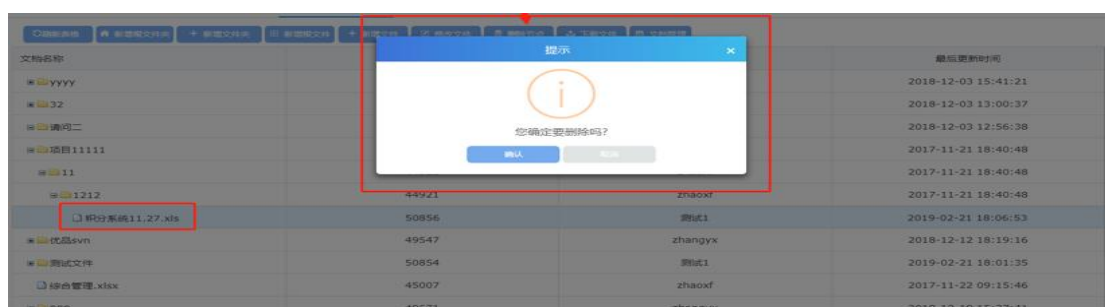 刷新表格 新增根文件夹 + 新增文件夹 新增根文件 + 新增文件 修改文件 删除节点 下载文件 文档管理
提示 ×
文档名称 最后更新时间
yyyy 2018-12-03 15:41:21
32 2018-12-03 13:00:37
请问二 2018-12-03 12:56:38
您确定要删除吗?
项目11111 2017-11-21 18:40:48
确认 取消
11 2017-11-21 18:40:48
1212 44921 zhaoxf 2017-11-21 18:40:48
积分系统11.27.xls 50856 测试1 2019-02-21 18:06:53
优品svn 49547 zhangyx 2018-12-12 18:19:16
测试文件 50854 测试1 2019-02-21 18:01:35
综合管理.xlsx 45007 zhaoxf 2017-11-22 09:15:46